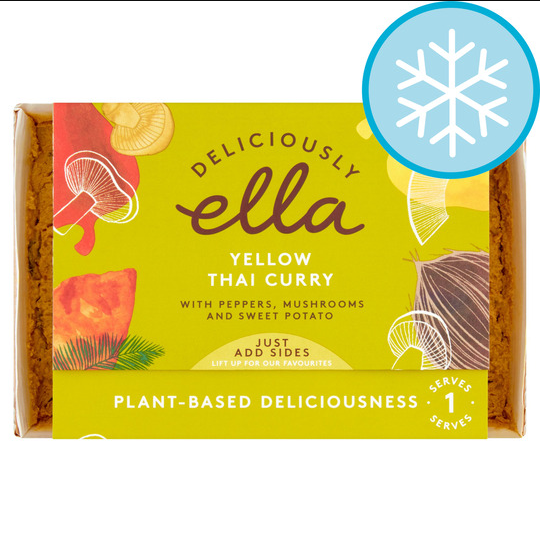 DELICIOUSLY
ella
YELLOW
THAI CURRY
WITH PEPPERS, MUSHROOMS
AND SWEET POTATO
JUST
ADD SIDES
LIFT UP FOR OUR FAVOURITES
PLANT-BASED DELICIOUSNESS
SERVES
1
SERVES